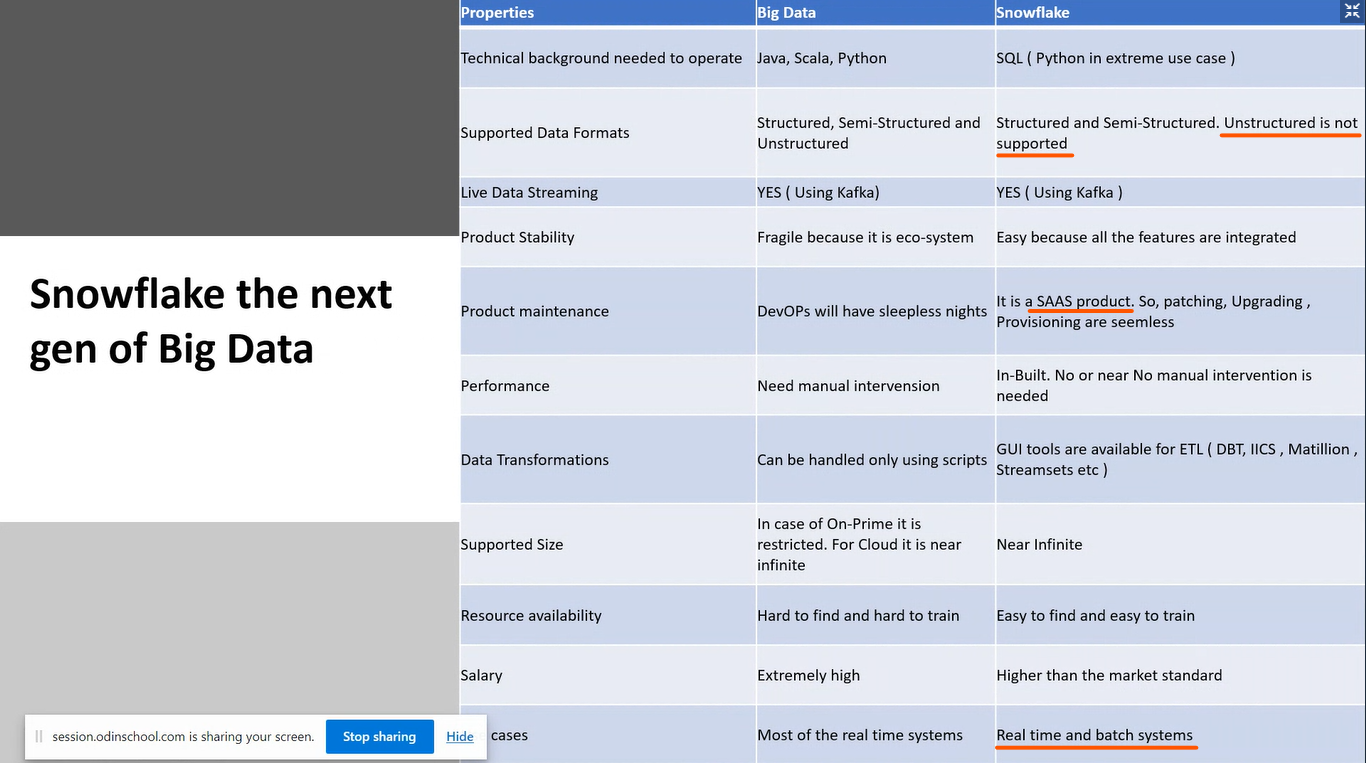 Snowflake the next
gen of Big Data
Properties
Big Data
Snowflake
Technical background needed to operate
Java, Scala, Python
SQL ( Python in extreme use case )
Supported Data Formats
Structured, Semi-Structured and
Unstructured
Structured and Semi-Structured. Unstructured is not
supported
Live Data Streaming
YES ( Using Kafka)
YES ( Using Kafka )
Product Stability
Fragile because it is eco-system
Easy because all the features are integrated
Product maintenance
DevOPs will have sleepless nights
It is a SAAS product. So, patching, Upgrading ,
Provisioning are seemless
Performance
Need manual intervension
In-Built. No or near No manual intervention is
needed
Data Transformations
Can be handled only using scripts
GUI tools are available for ETL ( DBT, IICS , Matillion ,
Streamsets etc )
Supported Size
In case of On-Prime it is
restricted. For Cloud it is near
infinite
Near Infinite
Resource availability
Hard to find and hard to train
Easy to find and easy to train
Salary
Extremely high
Higher than the market standard
cases
Most of the real time systems
Real time and batch systems
session.odinschool.com is sharing your screen.
Stop sharing
Hide